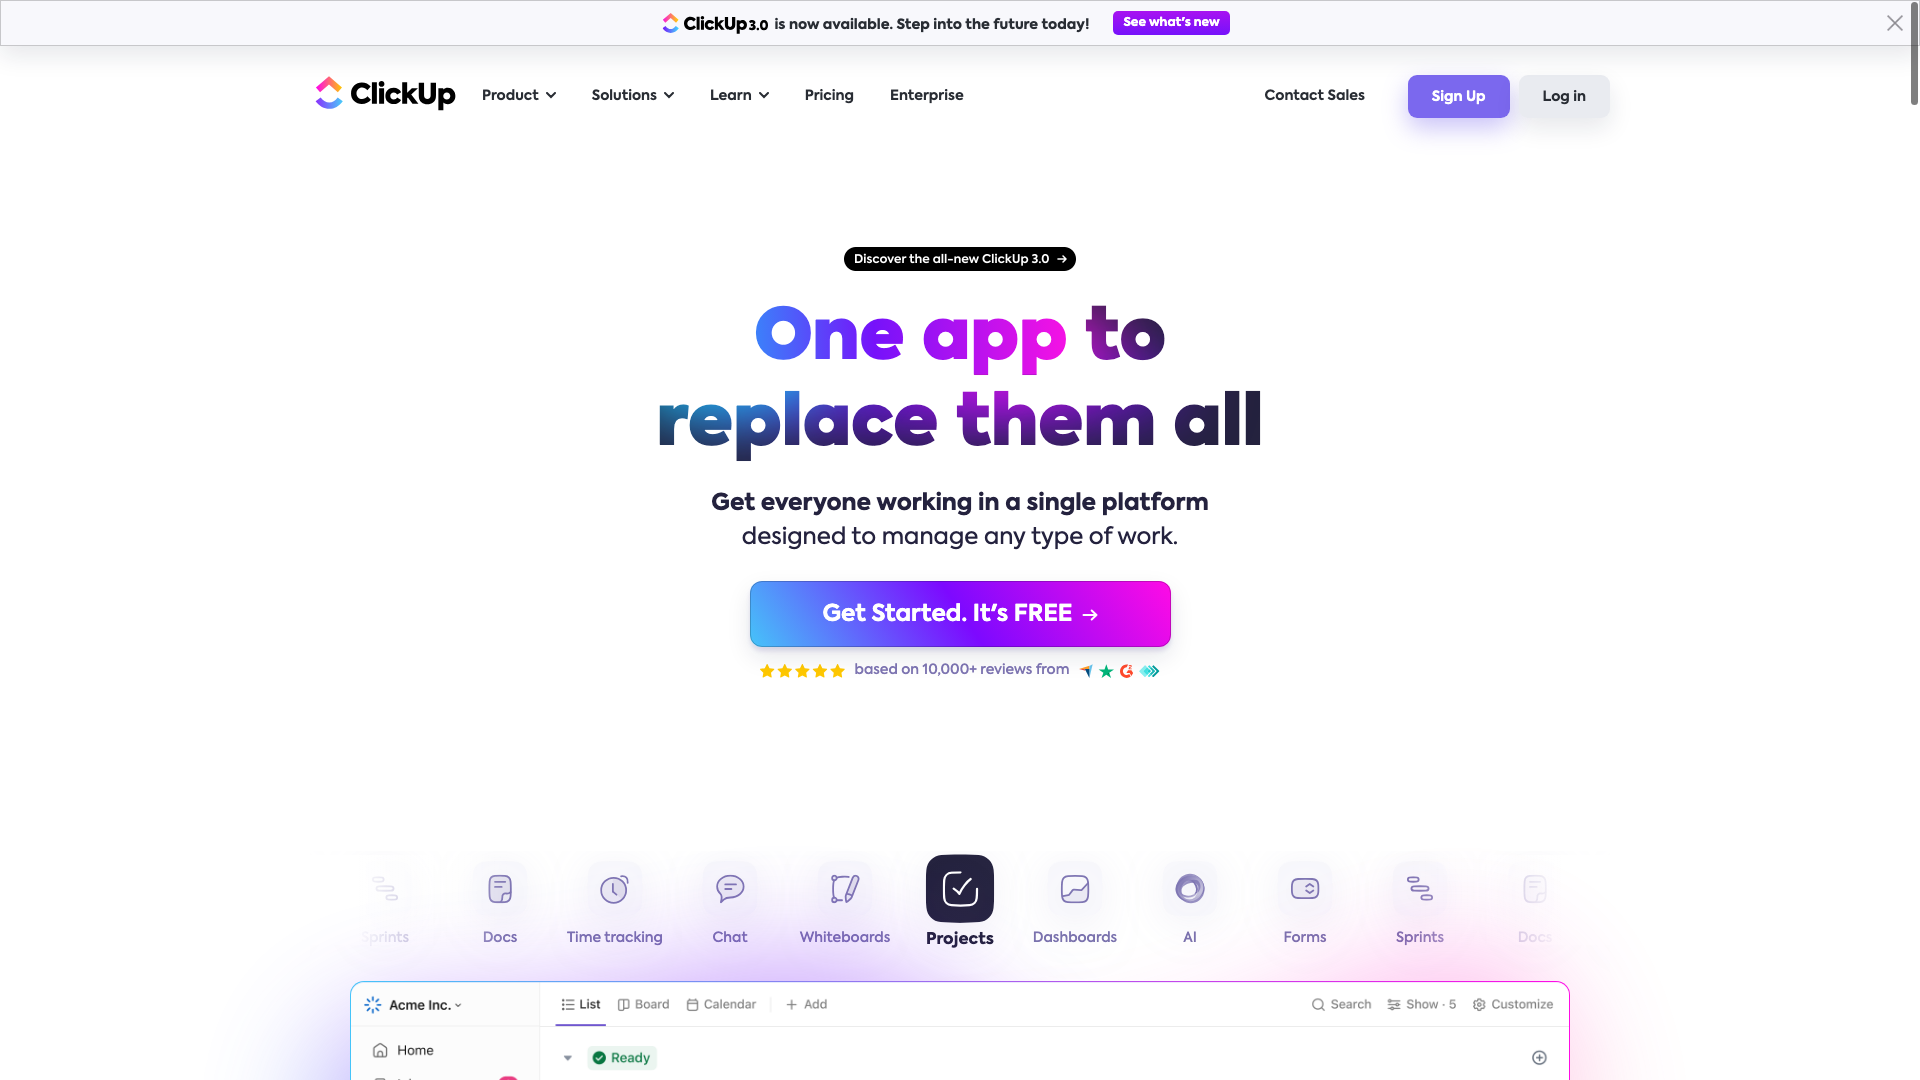 ClickUp 3.0 is now available. Step into the future today! See what's new
ClickUp Product Solutions Learn Pricing Enterprise Contact Sales Sign Up Log in
Discover the all-new ClickUp 3.0 →
One app to
replace them all
Get everyone working in a single platform
designed to manage any type of work.
Get Started. It's FREE →
based on 10,000+ reviews from
Sprints Docs Time tracking Chat Whiteboards Projects Dashboards AI Forms Sprints Docs
Acme Inc. List Board Calendar Add Search Show · 5 Customize
Home
Ready